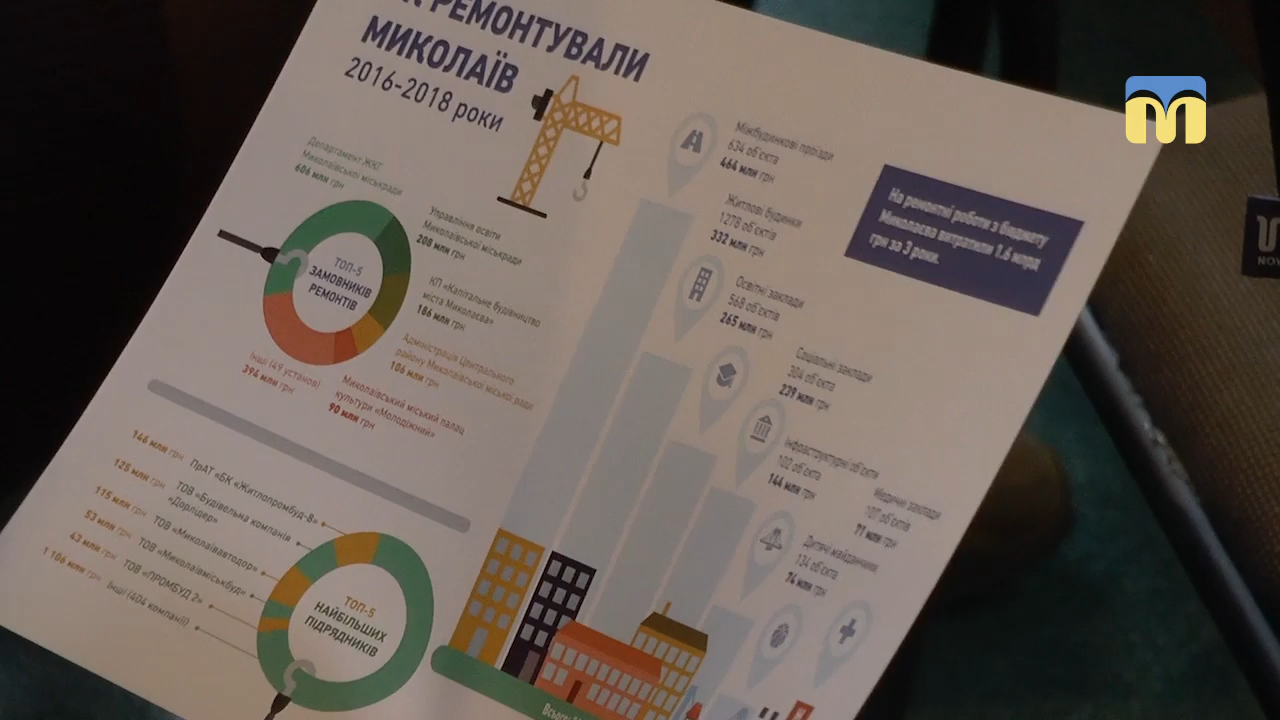 РЕМОНТУВАЛИ
МИКОЛАЇВ
2016-2018 роки
Департамент ЖКГ
Миколаївської міськради
606 млн грн
Управління освіти
Миколаївської міськради
208 млн грн
КП «Капітальне будівництво
міста Миколаєва»
186 млн грн
Адміністрація Центрального
району Миколаївської міської ради
106 млн грн
Миколаївський міський палац
культури «Молодіжний»
90 млн грн
Інші (49 установ)
394 млн грн
ТОП-5
ЗАМОВНИКІВ
РЕМОНТІВ
146 млн грн ПрАТ «БК «Житлопромбуд-8»
125 млн грн ТОВ «Будівельна компанія
«Дорлідер»
115 млн грн ТОВ «Миколаївавтодор»
53 млн грн ТОВ «Миколаївміськбуд»
43 млн грн ТОВ «ПРОМБУД 2»
1 106 млн грн Інші (404 компанії)
ТОП-5
НАЙБІЛЬШИХ
ПІДРЯДНИКІВ
Міжбудинкові проїзди
634 об'єкта
464 млн грн
Житлові будинки
1278 об'єктів
332 млн грн
Освітні заклади
568 об'єктів
265 млн грн
Соціальні заклади
304 об'єкта
239 млн грн
Інфраструктурні об'єкти
102 об'єкта
144 млн грн
Дитячі майданчики
134 об'єкта
74 млн грн
Медичні заклади
107 об'єктів
71 млн грн
На ремонтні роботи з бюджету
Миколаєва витратили 1.6 млрд
грн за 3 роки.
NOV